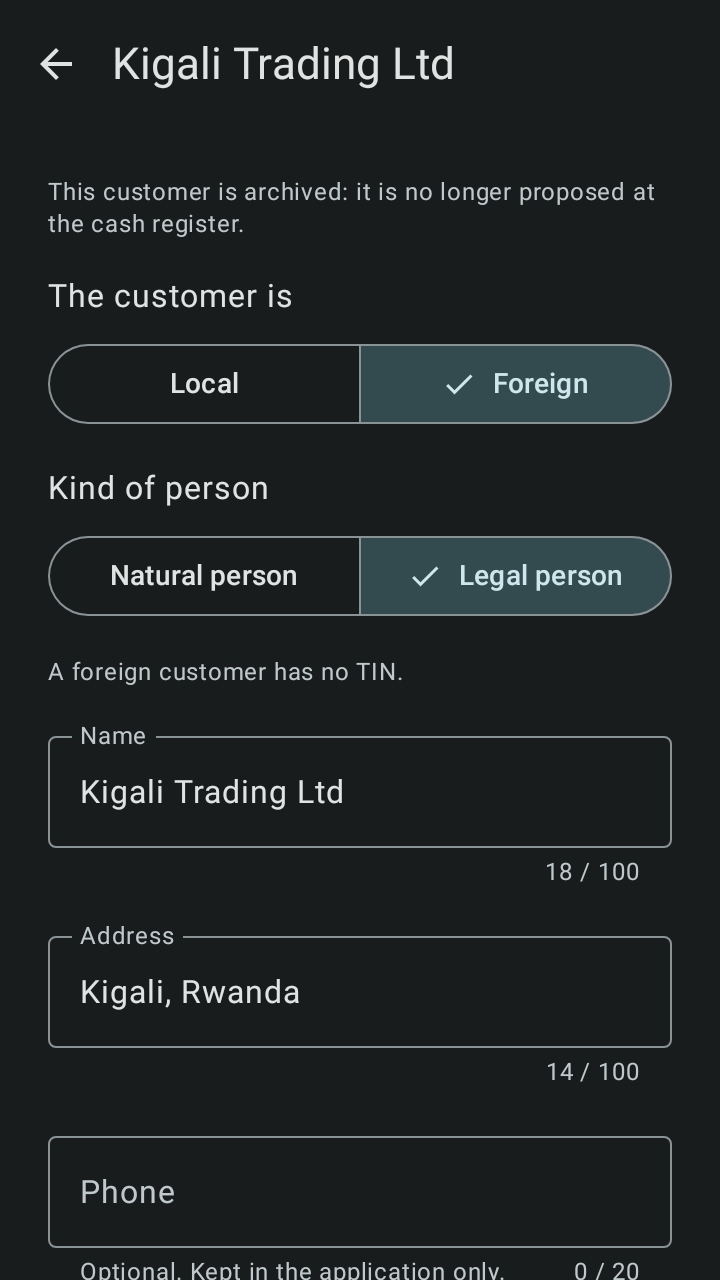 Kigali Trading Ltd
This customer is archived: it is no longer proposed at
the cash register.
The customer is
Local
Foreign
Kind of person
Natural person
Legal person
A foreign customer has no TIN.
Name
Kigali Trading Ltd
18 / 100
Address
Kigali, Rwanda
14 / 100
Phone
Optional. Kept in the application only.
0 / 20